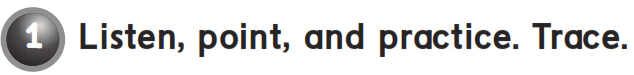 1 Listen, point, and practice. Trace.